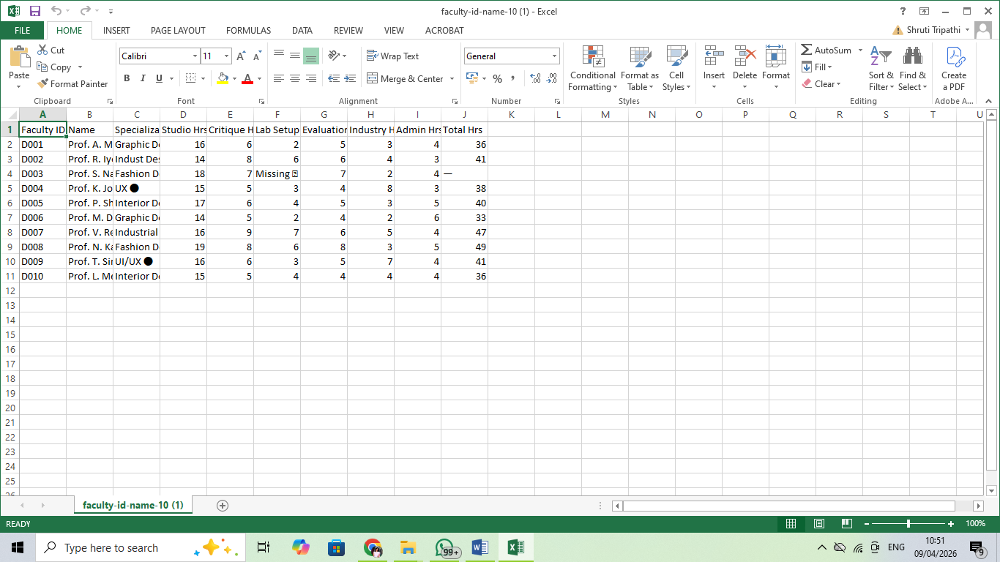 faculty-id-name-10 (1) - Excel
FILE HOME INSERT PAGE LAYOUT FORMULAS DATA REVIEW VIEW ACROBAT Shruti Tripathi
Paste Cut Copy Format Painter Clipboard
Calibri 11 A A B I U A Font
Wrap Text Merge & Center Alignment
General % , Number
Conditional Formatting Format as Table Cell Styles Styles
Insert Delete Format Cells
AutoSum Fill Clear Sort & Filter Find & Select Editing
Create a PDF Adobe A...
A B C D E F G H I J K L M N O P Q R S T U
1 Faculty ID Name Specializa Studio Hrs Critique H Lab Setup Evaluation Industry H Admin Hrs Total Hrs
2 D001 Prof. A. M Graphic De 16 6 2 5 3 4 36
3 D002 Prof. R. Iy Indust Des 14 8 6 6 4 3 41
4 D003 Prof. S. Na Fashion D 18 7 Missing 7 2 4 —
5 D004 Prof. K. Jo UX ● 15 5 3 4 8 3 38
6 D005 Prof. P. Sh Interior De 17 6 4 5 3 5 40
7 D006 Prof. M. D Graphic De 14 5 2 4 2 6 33
8 D007 Prof. V. Re Industrial 16 9 7 6 5 4 47
9 D008 Prof. N. Ka Fashion D 19 8 6 8 3 5 49
10 D009 Prof. T. Sin UI/UX ● 16 6 3 5 7 4 41
11 D010 Prof. L. Me Interior De 15 5 4 4 4 4 36
12
13
14
15
16
17
18
19
20
21
22
23
24
25
26
faculty-id-name-10 (1)
READY 100%
Type here to search 99+ ENG 10:51
09/04/2026 9